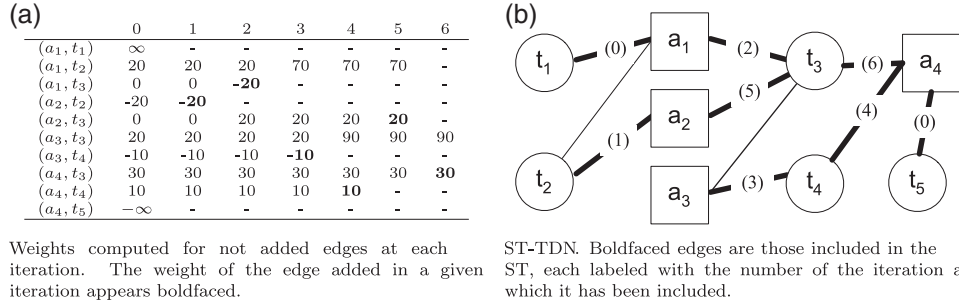 (a)
0 1 2 3 4 5 6
(a1, t1) ∞ - - - - - -
(a1, t2) 20 20 20 70 70 70 -
(a1, t3) 0 0 -20 - - - -
(a2, t2) -20 -20 - - - - -
(a2, t3) 0 0 20 20 20 20 -
(a3, t3) 20 20 20 20 90 90 90
(a3, t4) -10 -10 -10 -10 - - -
(a4, t3) 30 30 30 30 30 30 30
(a4, t4) 10 10 10 10 10 - -
(a4, t5) −∞ - - - - - -
Weights computed for not added edges at each
iteration. The weight of the edge added in a given
iteration appears boldfaced.
(b)
t1 (0) a1 (2) t3 (6) a4
a2 (5) (4) (0)
(1)
t2 a3 (3) t4 t5
ST-TDN. Boldfaced edges are those included in the
ST, each labeled with the number of the iteration a
which it has been included.